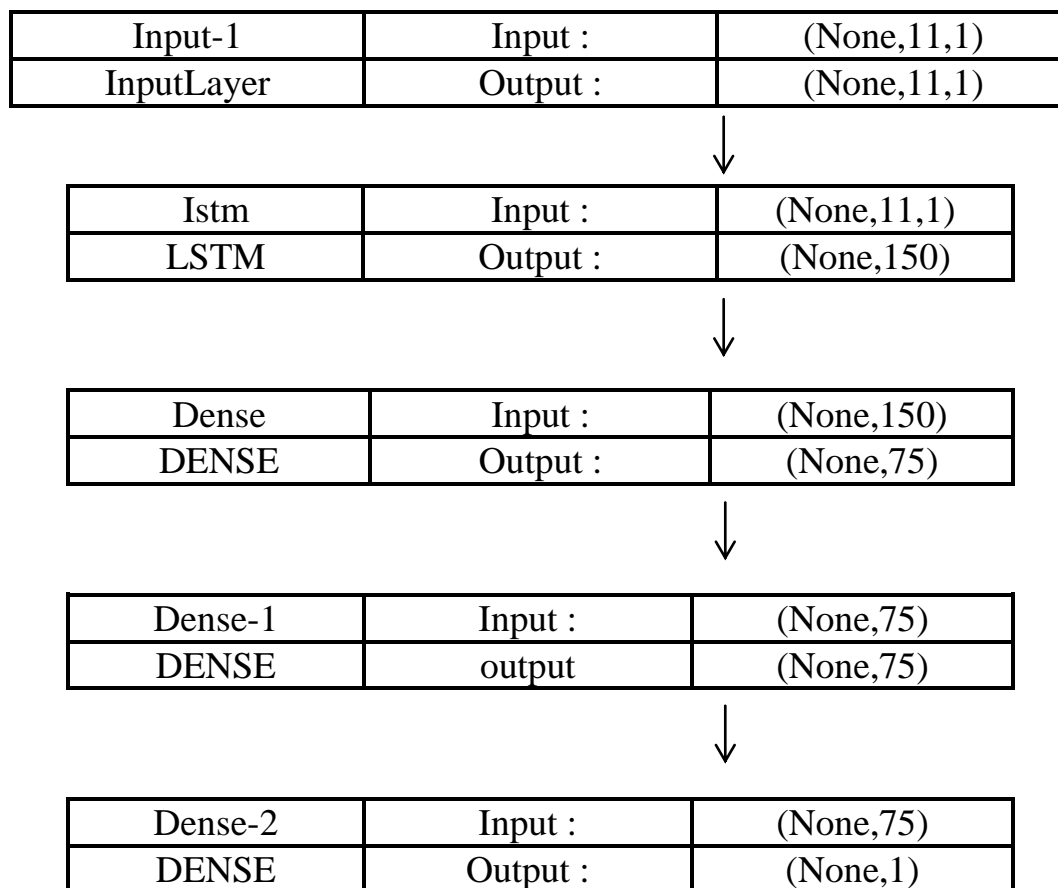 Input-1 Input : (None,11,1)
InputLayer Output : (None,11,1)
Istm Input : (None,11,1)
LSTM Output : (None,150)
Dense Input : (None,150)
DENSE Output : (None,75)
Dense-1 Input : (None,75)
DENSE output (None,75)
Dense-2 Input : (None,75)
DENSE Output : (None,1)